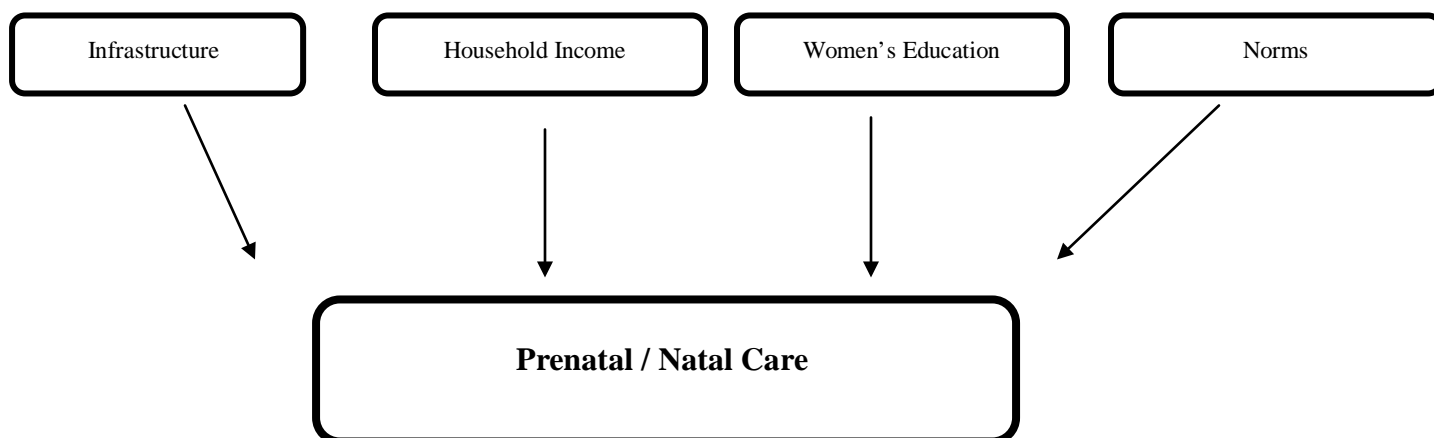 Infrastructure
Household Income
Women’s Education
Norms
Prenatal / Natal Care